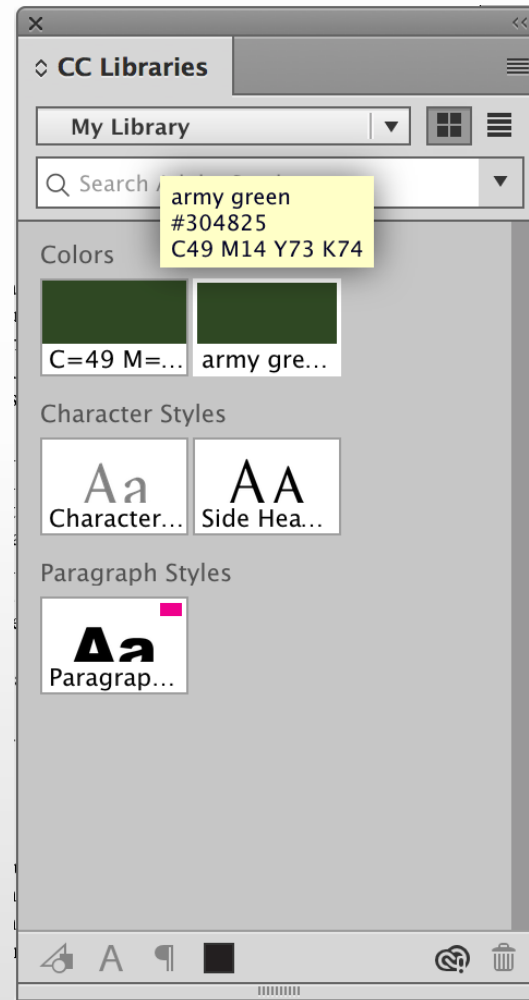 CC Libraries
My Library
Search
army green
#304825
C49 M14 Y73 K74
Colors
C=49 M=...
army gre...
Character Styles
Aa
AA
Character...
Side Hea...
Paragraph Styles
Aa
Paragrap...
A
¶